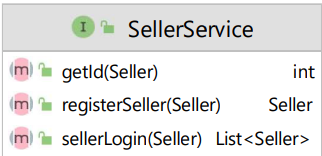 I SellerService
m getId(Seller) int
m registerSeller(Seller) Seller
m sellerLogin(Seller) List<Seller>